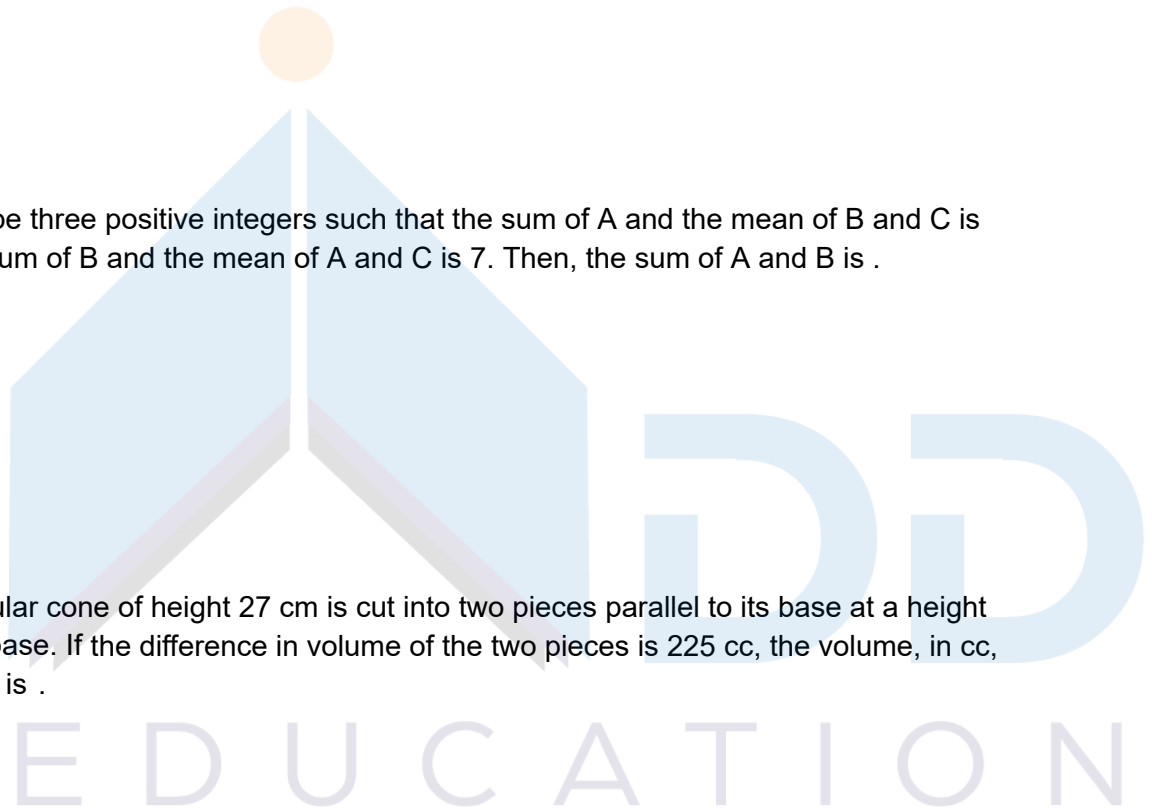 be three positive integers such that the sum of A and the mean of B and C is
um of B and the mean of A and C is 7. Then, the sum of A and B is .
ular cone of height 27 cm is cut into two pieces parallel to its base at a height
ase. If the difference in volume of the two pieces is 225 cc, the volume, in cc,
is .
DD
EDUCATION